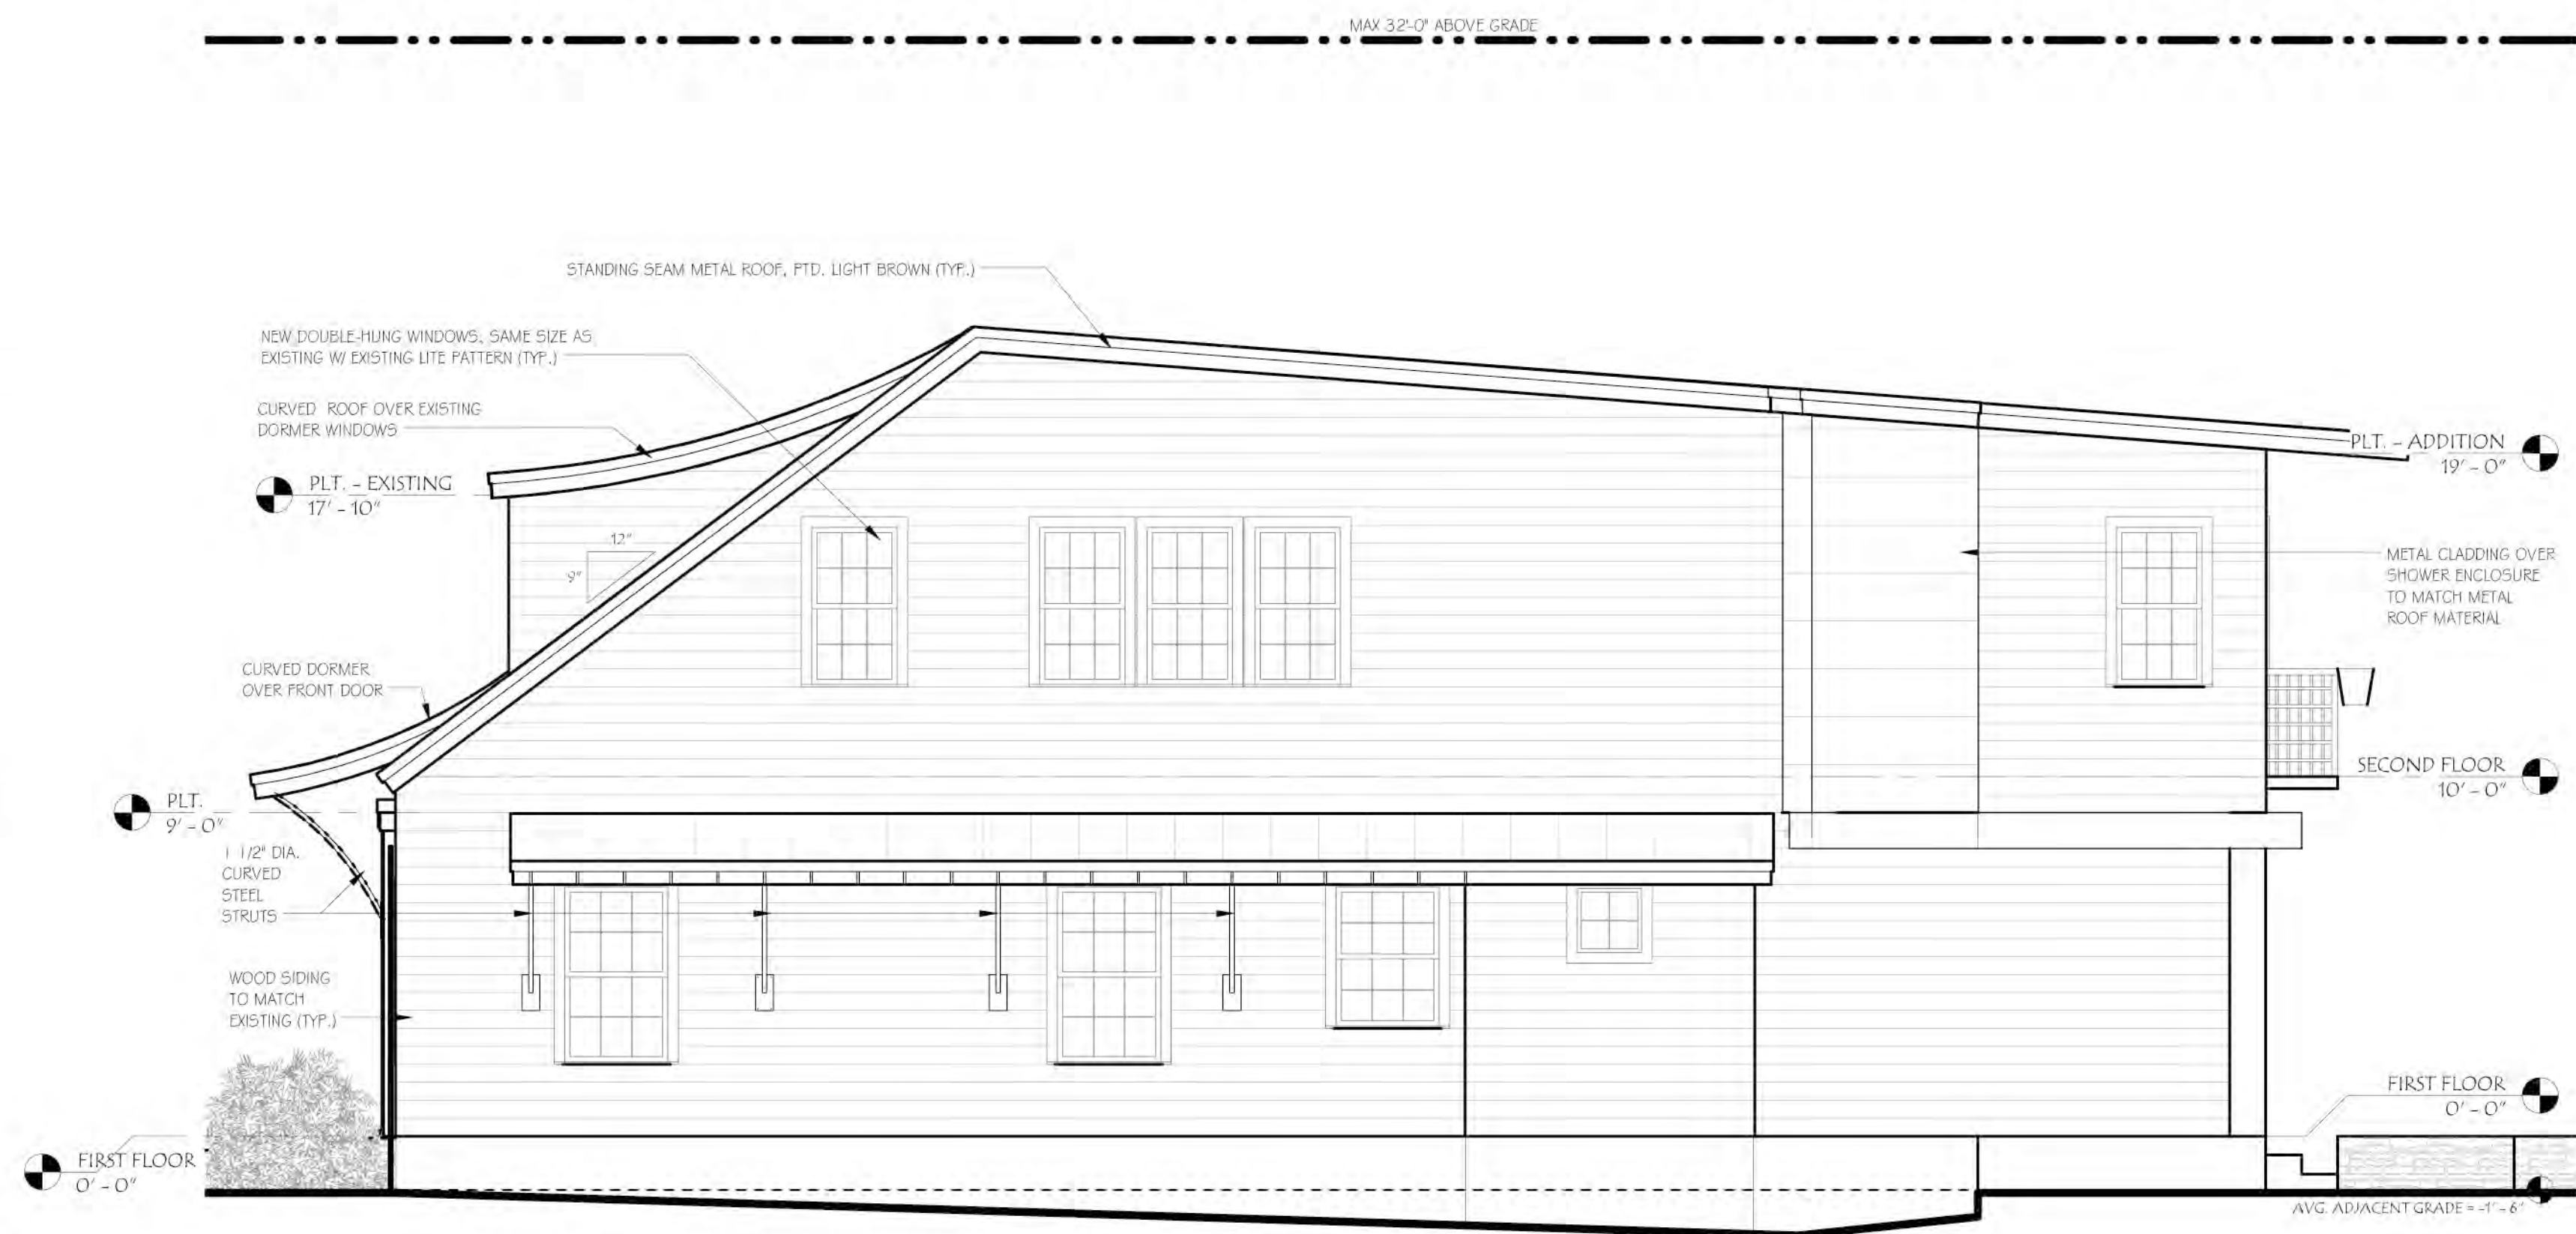 MAX 32'-0" ABOVE GRADE
STANDING SEAM METAL ROOF, PTD. LIGHT BROWN (TYP.)
NEW DOUBLE-HUNG WINDOWS, SAME SIZE AS
EXISTING W/ EXISTING LITE PATTERN (TYP.)
CURVED ROOF OVER EXISTING
DORMER WINDOWS
PLT. - EXISTING
17' - 10"
12"
9"
CURVED DORMER
OVER FRONT DOOR
PLT.
9' - 0"
1 1/2" DIA.
CURVED
STEEL
STRUTS
WOOD SIDING
TO MATCH
EXISTING (TYP.)
FIRST FLOOR
0' - 0"
PLT. - ADDITION
19' - 0"
METAL CLADDING OVER
SHOWER ENCLOSURE
TO MATCH METAL
ROOF MATERIAL
SECOND FLOOR
10' - 0"
FIRST FLOOR
0' - 0"
AVG. ADJACENT GRADE = -1' - 6"